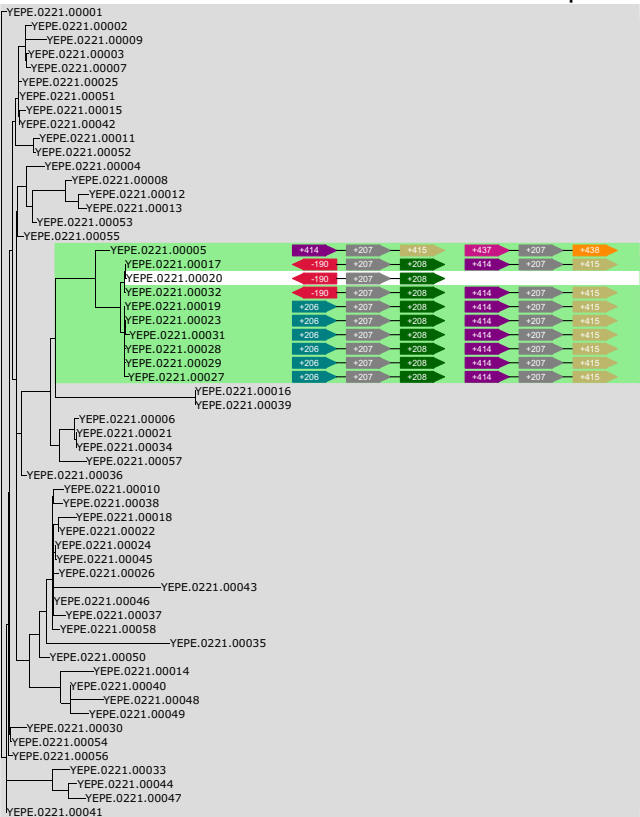 YEPE.0221.00001
YEPE.0221.00002
YEPE.0221.00009
YEPE.0221.00003
YEPE.0221.00007
YEPE.0221.00025
YEPE.0221.00051
YEPE.0221.00015
YEPE.0221.00042
YEPE.0221.00011
YEPE.0221.00052
YEPE.0221.00004
YEPE.0221.00008
YEPE.0221.00012
YEPE.0221.00013
YEPE.0221.00053
YEPE.0221.00055
YEPE.0221.00005 +414 +207 +415 +437 +207 +438
YEPE.0221.00017 -190 +207 +208 +414 +207 +415
YEPE.0221.00020 -190 +207 +208
YEPE.0221.00032 -190 +207 +208 +414 +207 +415
YEPE.0221.00019 +206 +207 +208 +414 +207 +415
YEPE.0221.00023 +206 +207 +208 +414 +207 +415
YEPE.0221.00031 +206 +207 +208 +414 +207 +415
YEPE.0221.00028 +206 +207 +208 +414 +207 +415
YEPE.0221.00029 +206 +207 +208 +414 +207 +415
YEPE.0221.00027 +206 +207 +208 +414 +207 +415
YEPE.0221.00016
YEPE.0221.00039
YEPE.0221.00006
YEPE.0221.00021
YEPE.0221.00034
YEPE.0221.00057
YEPE.0221.00036
YEPE.0221.00010
YEPE.0221.00038
YEPE.0221.00018
YEPE.0221.00022
YEPE.0221.00024
YEPE.0221.00045
YEPE.0221.00026
YEPE.0221.00043
YEPE.0221.00046
YEPE.0221.00037
YEPE.0221.00058
YEPE.0221.00035
YEPE.0221.00050
YEPE.0221.00014
YEPE.0221.00040
YEPE.0221.00048
YEPE.0221.00049
YEPE.0221.00030
YEPE.0221.00054
YEPE.0221.00056
YEPE.0221.00033
YEPE.0221.00044
YEPE.0221.00047
YEPE.0221.00041